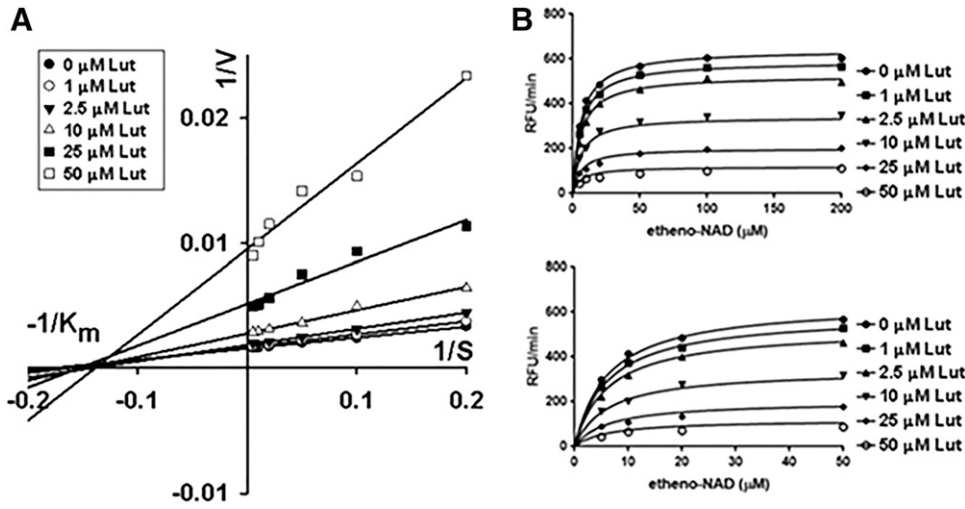 A
0 μM Lut
1 μM Lut
2.5 μM Lut
10 μM Lut
25 μM Lut
50 μM Lut
1/V
0.02
0.01
-1/Km
1/S
-0.2
-0.1
0.1
0.2
-0.01
B
800
600
400
200
0
RFU/min
0
50
100
150
200
etheno-NAD (μM)
0 μM Lut
1 μM Lut
2.5 μM Lut
10 μM Lut
25 μM Lut
50 μM Lut
800
600
400
200
0
RFU/min
0
10
20
30
40
50
etheno-NAD (μM)
0 μM Lut
1 μM Lut
2.5 μM Lut
10 μM Lut
25 μM Lut
50 μM Lut